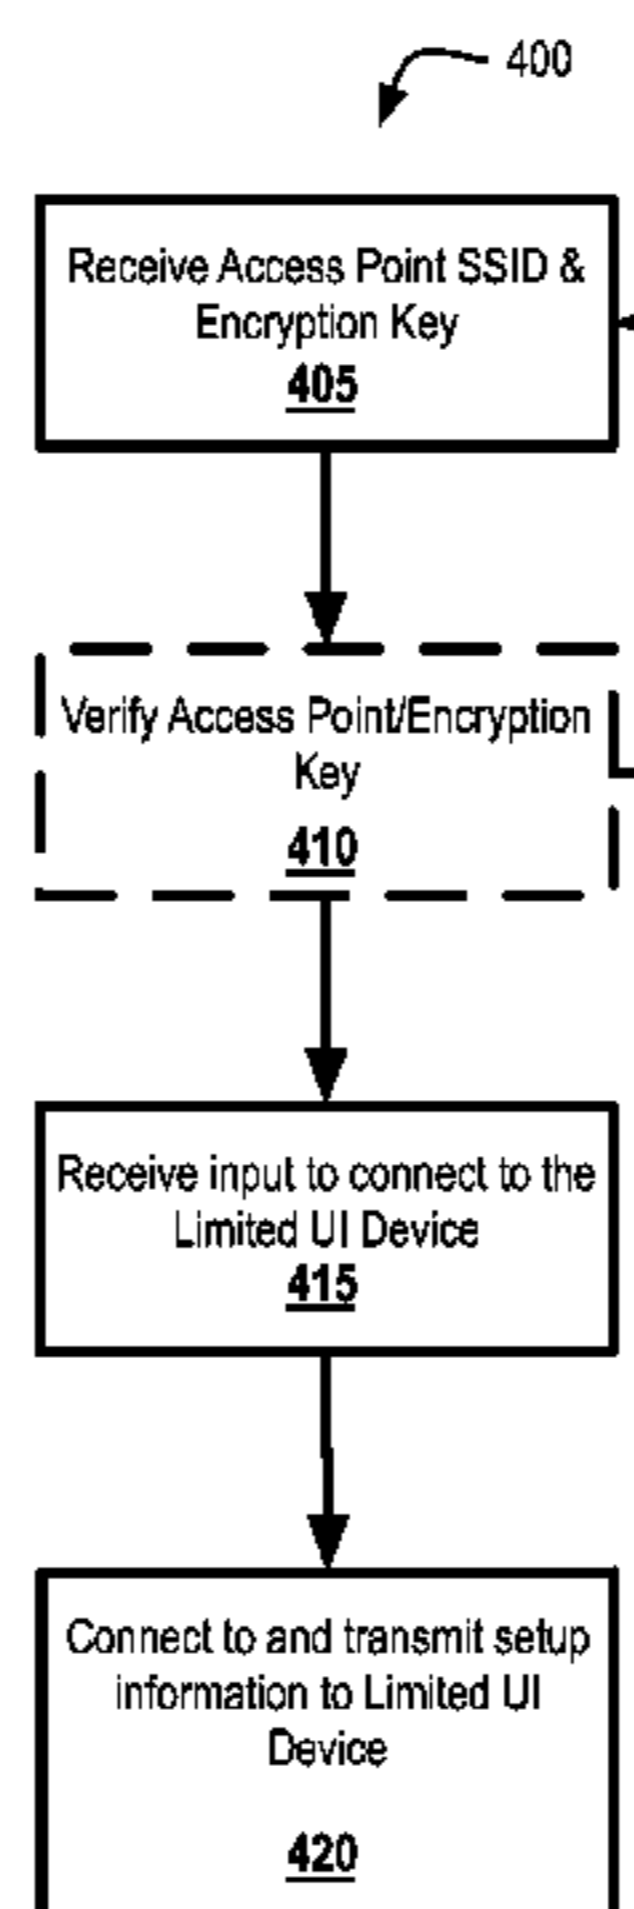 400
Receive Access Point SSID &
Encryption Key
405
Verify Access Point/Encryption
Key
410
Receive input to connect to the
Limited UI Device
415
Connect to and transmit setup
information to Limited UI
Device
420